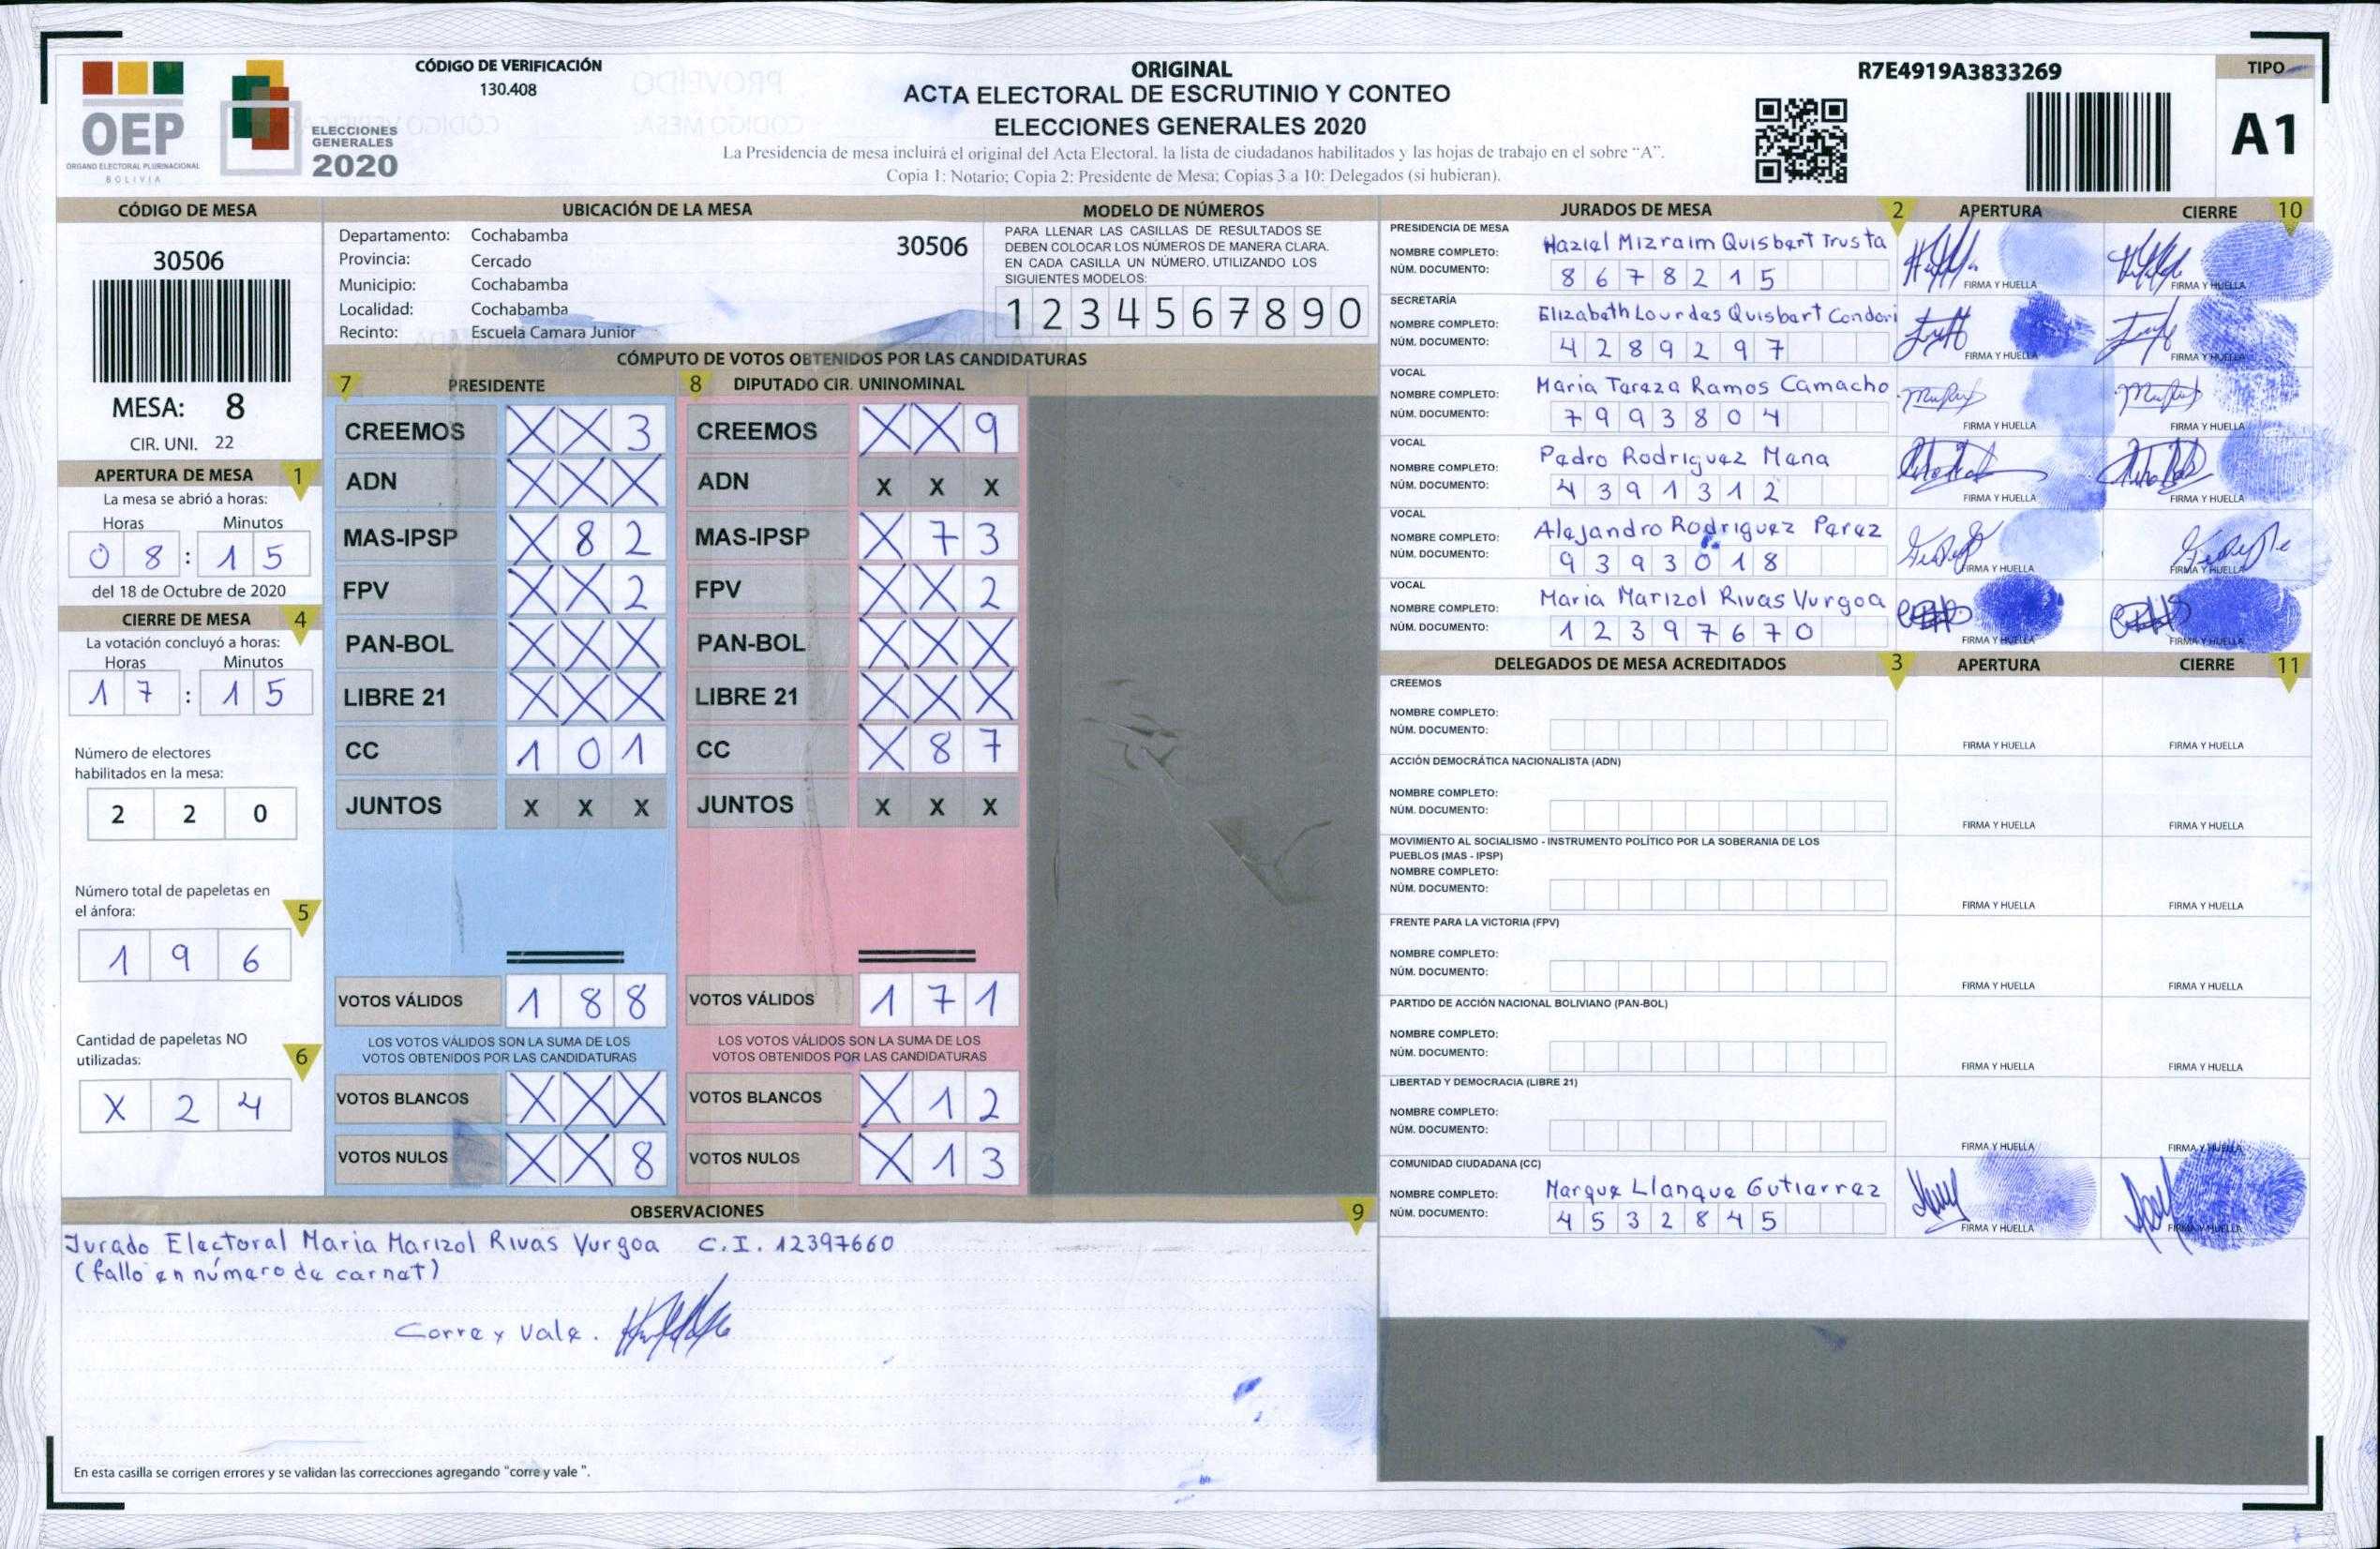 OEP
ÓRGANO ELECTORAL PLURINACIONAL
BOLIVIA
ELECCIONES
GENERALES
2020
CÓDIGO DE VERIFICACIÓN
130.408
ORIGINAL
ACTA ELECTORAL DE ESCRUTINIO Y CONTEO
ELECCIONES GENERALES 2020
La Presidencia de mesa incluirá el original del Acta Electoral, la lista de ciudadanos habilitados y las hojas de trabajo en el sobre "A".
Copia 1: Notario; Copia 2: Presidente de Mesa; Copias 3 a 10: Delegados (si hubieran).
R7E4919A3833269
TIPO
A1
CÓDIGO DE MESA
30506
MESA: 8
CIR. UNI. 22
APERTURA DE MESA 1
La mesa se abrió a horas:
Horas Minutos
0 8 : 1 5
del 18 de Octubre de 2020
CIERRE DE MESA 4
La votación concluyó a horas:
Horas Minutos
1 7 : 1 5
Número de electores
habilitados en la mesa:
2 2 0
Número total de papeletas en
el ánfora: 5
1 9 6
Cantidad de papeletas NO
utilizadas: 6
X 2 4
UBICACIÓN DE LA MESA
Departamento: Cochabamba 30506
Provincia: Cercado
Municipio: Cochabamba
Localidad: Cochabamba
Recinto: Escuela Camara Junior
MODELO DE NÚMEROS
PARA LLENAR LAS CASILLAS DE RESULTADOS SE
DEBEN COLOCAR LOS NÚMEROS DE MANERA CLARA.
EN CADA CASILLA UN NÚMERO, UTILIZANDO LOS
SIGUIENTES MODELOS:
1 2 3 4 5 6 7 8 9 0
CÓMPUTO DE VOTOS OBTENIDOS POR LAS CANDIDATURAS
7 PRESIDENTE 8 DIPUTADO CIR. UNINOMINAL
CREEMOS X X 3 CREEMOS X X 9
ADN X X X ADN X X X
MAS-IPSP X 8 2 MAS-IPSP X 7 3
FPV X X 2 FPV X X 2
PAN-BOL X X X PAN-BOL X X X
LIBRE 21 X X X LIBRE 21 X X X
CC 1 0 1 CC X 8 7
JUNTOS X X X JUNTOS X X X
VOTOS VÁLIDOS 1 8 8 VOTOS VÁLIDOS 1 7 1
LOS VOTOS VÁLIDOS SON LA SUMA DE LOS LOS VOTOS VÁLIDOS SON LA SUMA DE LOS
VOTOS OBTENIDOS POR LAS CANDIDATURAS VOTOS OBTENIDOS POR LAS CANDIDATURAS
VOTOS BLANCOS X X X VOTOS BLANCOS X 1 2
VOTOS NULOS X X 8 VOTOS NULOS X 1 3
OBSERVACIONES 9
Jurado Electoral Maria Marizol Rivas Vurgoa C.I. 12397660
(fallo en número de carnet)
Corre y vale.
En esta casilla se corrigen errores y se validan las correcciones agregando "corre y vale ".
JURADOS DE MESA 2 APERTURA CIERRE 10
PRESIDENCIA DE MESA
NOMBRE COMPLETO: Haziel Mizraim Quisbert Trusta
NÚM. DOCUMENTO: 8 6 7 8 2 1 5
FIRMA Y HUELLA FIRMA Y HUELLA
SECRETARÍA
NOMBRE COMPLETO: Elizabeth Lourdes Quisbert Condori
NÚM. DOCUMENTO: 4 2 8 9 2 9 7
FIRMA Y HUELLA FIRMA Y HUELLA
VOCAL
NOMBRE COMPLETO: Maria Tereza Ramos Camacho
NÚM. DOCUMENTO: 7 9 9 3 8 0 4
FIRMA Y HUELLA FIRMA Y HUELLA
VOCAL
NOMBRE COMPLETO: Pedro Rodriguez Mena
NÚM. DOCUMENTO: 4 3 9 1 3 1 2
FIRMA Y HUELLA FIRMA Y HUELLA
VOCAL
NOMBRE COMPLETO: Alejandro Rodriguez Perez
NÚM. DOCUMENTO: 9 3 9 3 0 1 8
FIRMA Y HUELLA FIRMA Y HUELLA
VOCAL
NOMBRE COMPLETO: Maria Marizol Rivas Vurgoa
NÚM. DOCUMENTO: 1 2 3 9 7 6 7 0
FIRMA Y HUELLA FIRMA Y HUELLA
DELEGADOS DE MESA ACREDITADOS 3 APERTURA CIERRE 11
CREEMOS
NOMBRE COMPLETO:
NÚM. DOCUMENTO:
FIRMA Y HUELLA FIRMA Y HUELLA
ACCIÓN DEMOCRÁTICA NACIONALISTA (ADN)
NOMBRE COMPLETO:
NÚM. DOCUMENTO:
FIRMA Y HUELLA FIRMA Y HUELLA
MOVIMIENTO AL SOCIALISMO - INSTRUMENTO POLÍTICO POR LA SOBERANIA DE LOS
PUEBLOS (MAS - IPSP)
NOMBRE COMPLETO:
NÚM. DOCUMENTO:
FIRMA Y HUELLA FIRMA Y HUELLA
FRENTE PARA LA VICTORIA (FPV)
NOMBRE COMPLETO:
NÚM. DOCUMENTO:
FIRMA Y HUELLA FIRMA Y HUELLA
PARTIDO DE ACCIÓN NACIONAL BOLIVIANO (PAN-BOL)
NOMBRE COMPLETO:
NÚM. DOCUMENTO:
FIRMA Y HUELLA FIRMA Y HUELLA
LIBERTAD Y DEMOCRACIA (LIBRE 21)
NOMBRE COMPLETO:
NÚM. DOCUMENTO:
FIRMA Y HUELLA FIRMA Y HUELLA
COMUNIDAD CIUDADANA (CC)
NOMBRE COMPLETO: Marque Llanque Gutierrez
NÚM. DOCUMENTO: 4 5 3 2 8 4 5
FIRMA Y HUELLA FIRMA Y HUELLA